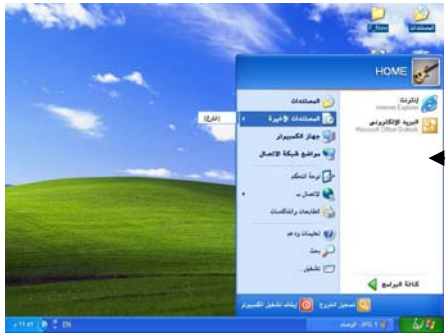 المستندات
HOME
إنترنت
Internet Explorer
البريد الإلكتروني
Microsoft Office Outlook
المستندات
المستندات الأخيرة
(فارغ)
جهاز الكمبيوتر
مواضع شبكة الاتصال
لوحة التحكم
الاتصال بـ
الطابعات والفاكسات
تعليمات ودعم
بحث
تشغيل...
كافة البرامج
تسجيل الخروج
إيقاف تشغيل الكمبيوتر
EN